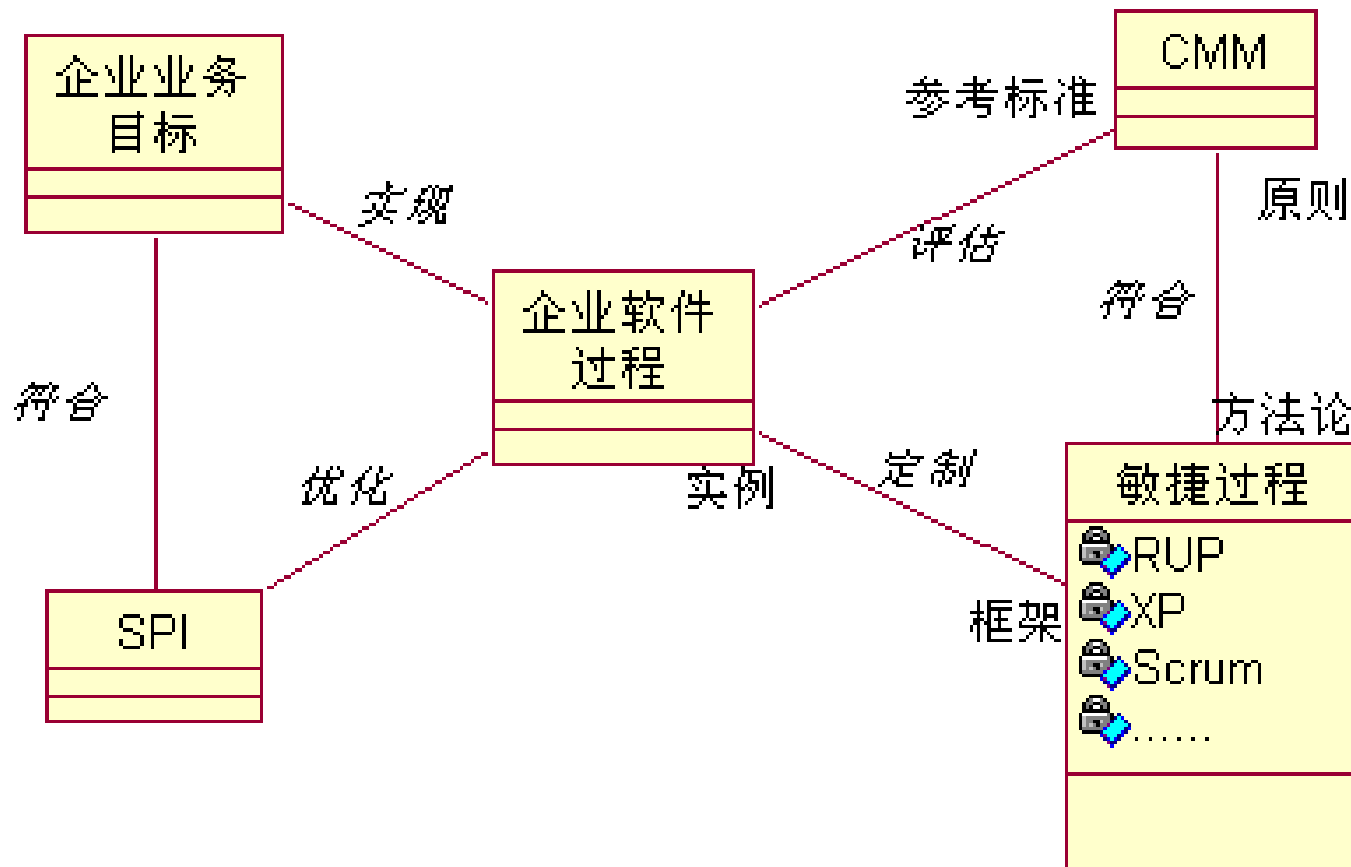 企业业务
目标
CMM
参考标准
实现
原则
评估
企业软件
过程
符合
符合
方法论
优化
实例
定制
敏捷过程
RUP
XP
Scrum
......
框架
SPI